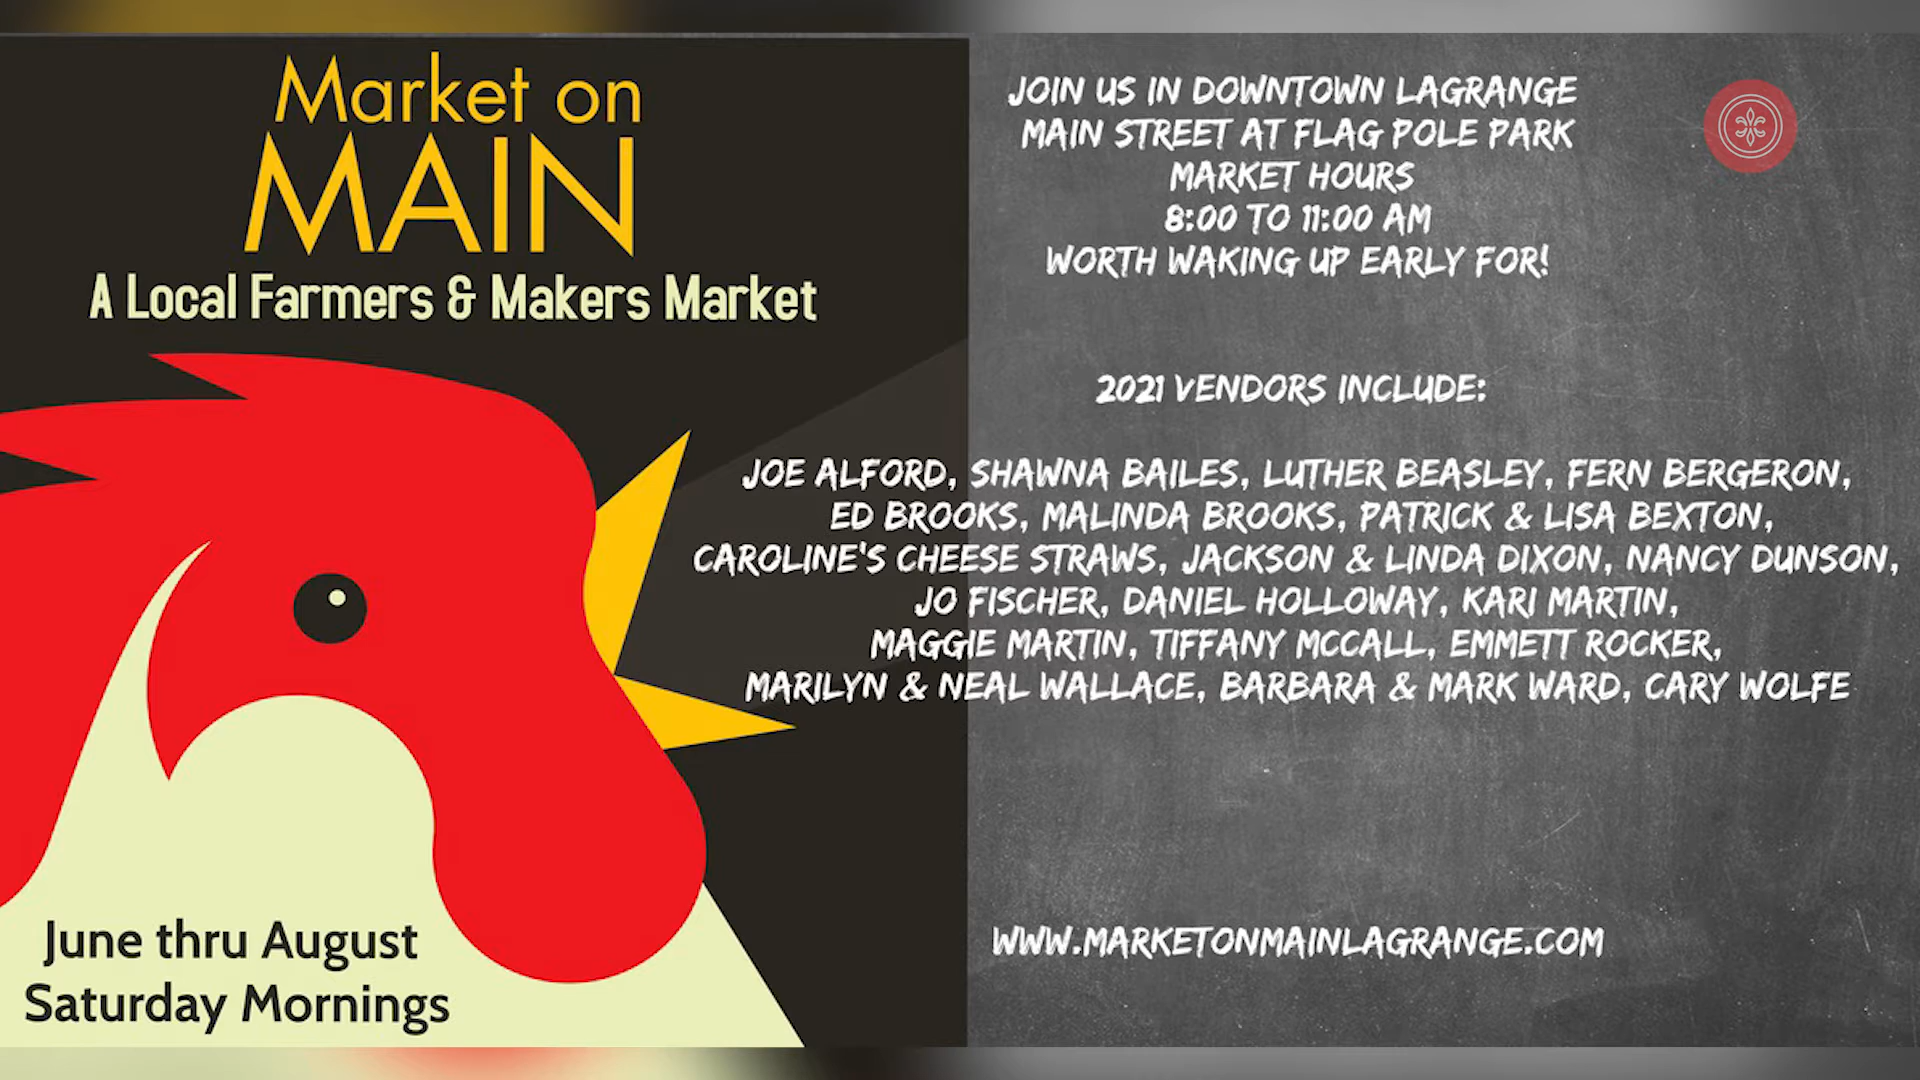 Market on
MAIN
A Local Farmers & Makers Market
June thru August
Saturday Mornings
JOIN US IN DOWNTOWN LAGRANGE
MAIN STREET AT FLAG POLE PARK
MARKET HOURS
8:00 TO 11:00 AM
WORTH WAKING UP EARLY FOR!
2021 VENDORS INCLUDE:
JOE ALFORD, SHAWNA BAILES, LUTHER BEASLEY, FERN BERGERON,
ED BROOKS, MALINDA BROOKS, PATRICK & LISA BEXTON,
CAROLINE'S CHEESE STRAWS, JACKSON & LINDA DIXON, NANCY DUNSON,
JO FISCHER, DANIEL HOLLOWAY, KARI MARTIN,
MAGGIE MARTIN, TIFFANY MCCALL, EMMETT ROCKER,
MARILYN & NEAL WALLACE, BARBARA & MARK WARD, CARY WOLFE
WWW.MARKETONMAINLAGRANGE.COM